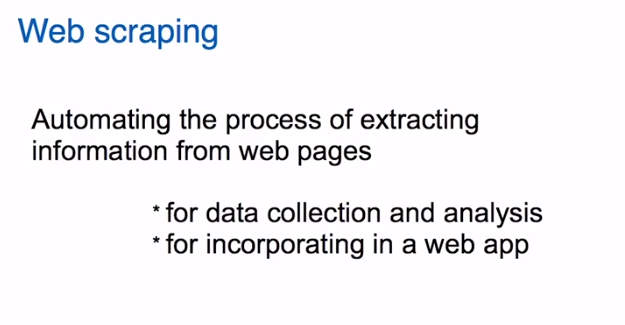 Web scraping
Automating the process of extracting
information from web pages
* for data collection and analysis
* for incorporating in a web app